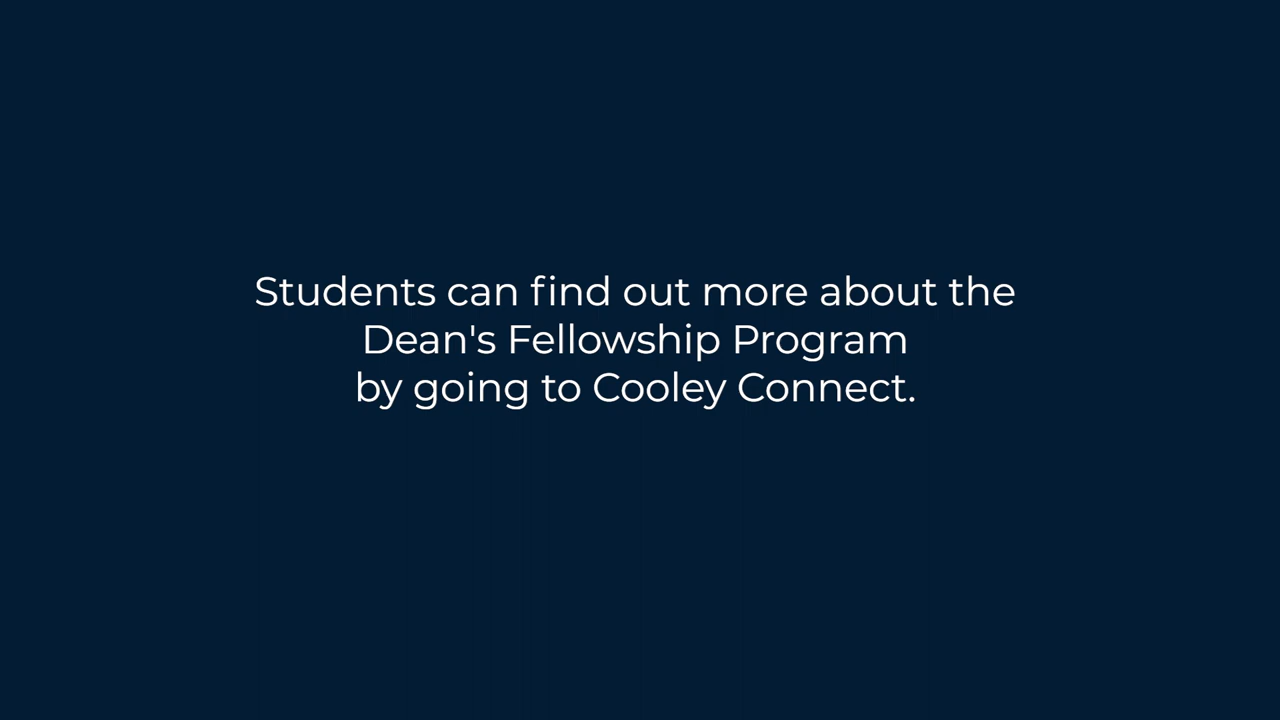 Students can find out more about the
Dean's Fellowship Program
by going to Cooley Connect.